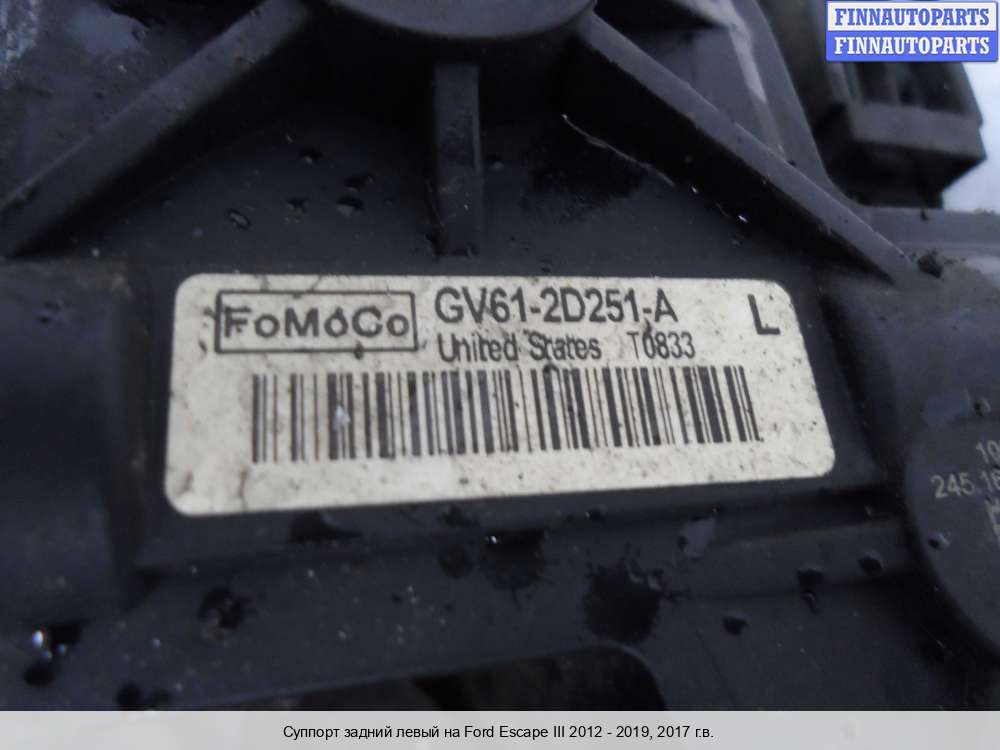 FINNAUTOPARTS
FINNAUTOPARTS
FoMoCo GV61-2D251-A L
United States T0833
Суппорт задний левый на Ford Escape III 2012 - 2019, 2017 г.в.